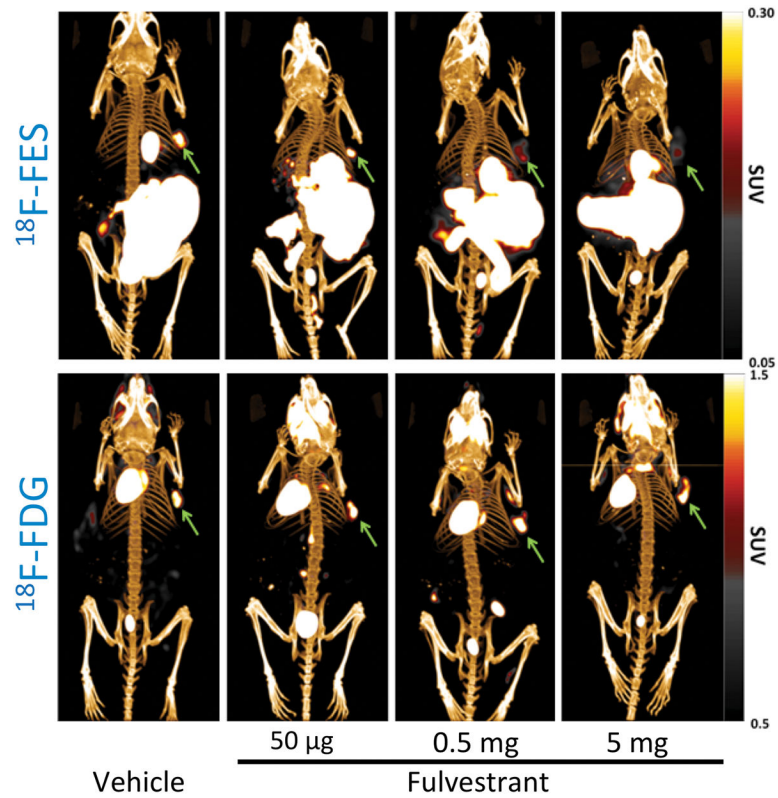 0.30
18F-FES
SUV
0.05
1.5
18F-FDG
SUV
0.5
50 µg
0.5 mg
5 mg
Vehicle
Fulvestrant